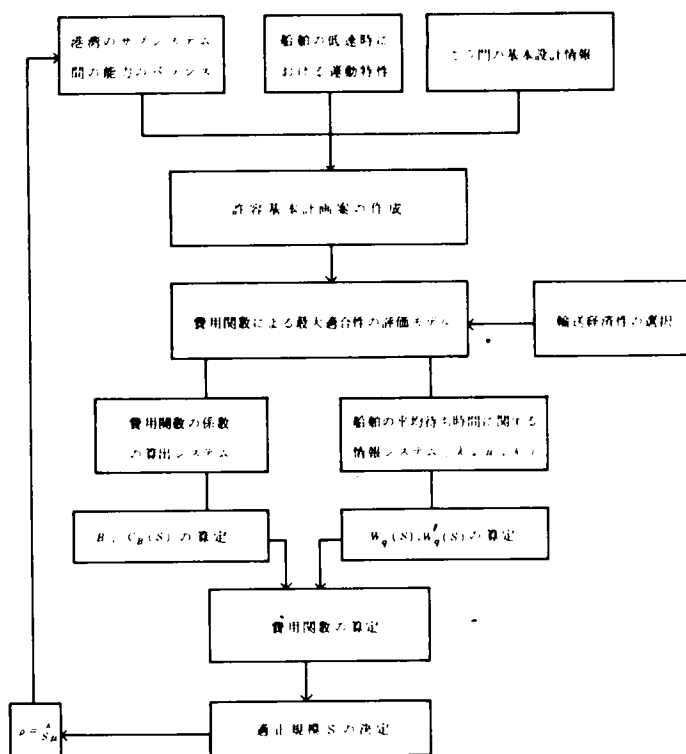 港湾のサブシステム
間の能力のバランス
船舶の低速時に
おける運動特性
こう門の基本設計情報
許容基本計画案の作成
費用関数による最大適合性の評価モデル
輸送経済性の選択
費用関数の係数
の算出システム
船舶の平均待ち時間に関する
情報システム
B, C_B(S) の算定
W_q(S), W'_q(S) の算定
費用関数の算定
適正規模 S の決定
ρ = λ/Sμ